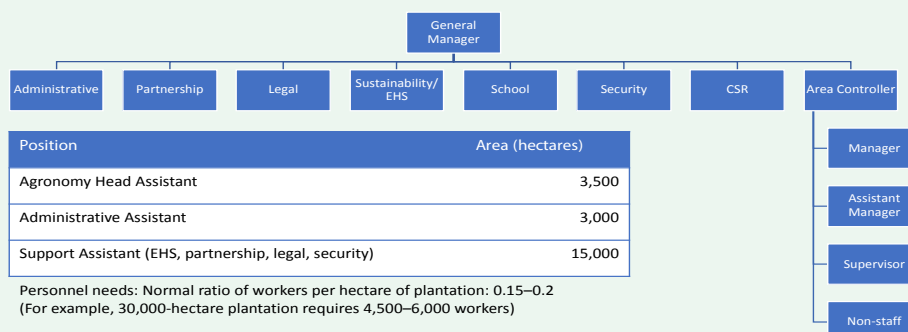 General
Manager
Administrative
Partnership
Legal
Sustainability/
EHS
School
Security
CSR
Area Controller
Manager
Assistant
Manager
Supervisor
Non-staff
Position Area (hectares)
Agronomy Head Assistant 3,500
Administrative Assistant 3,000
Support Assistant (EHS, partnership, legal, security) 15,000
Personnel needs: Normal ratio of workers per hectare of plantation: 0.15–0.2
(For example, 30,000-hectare plantation requires 4,500–6,000 workers)